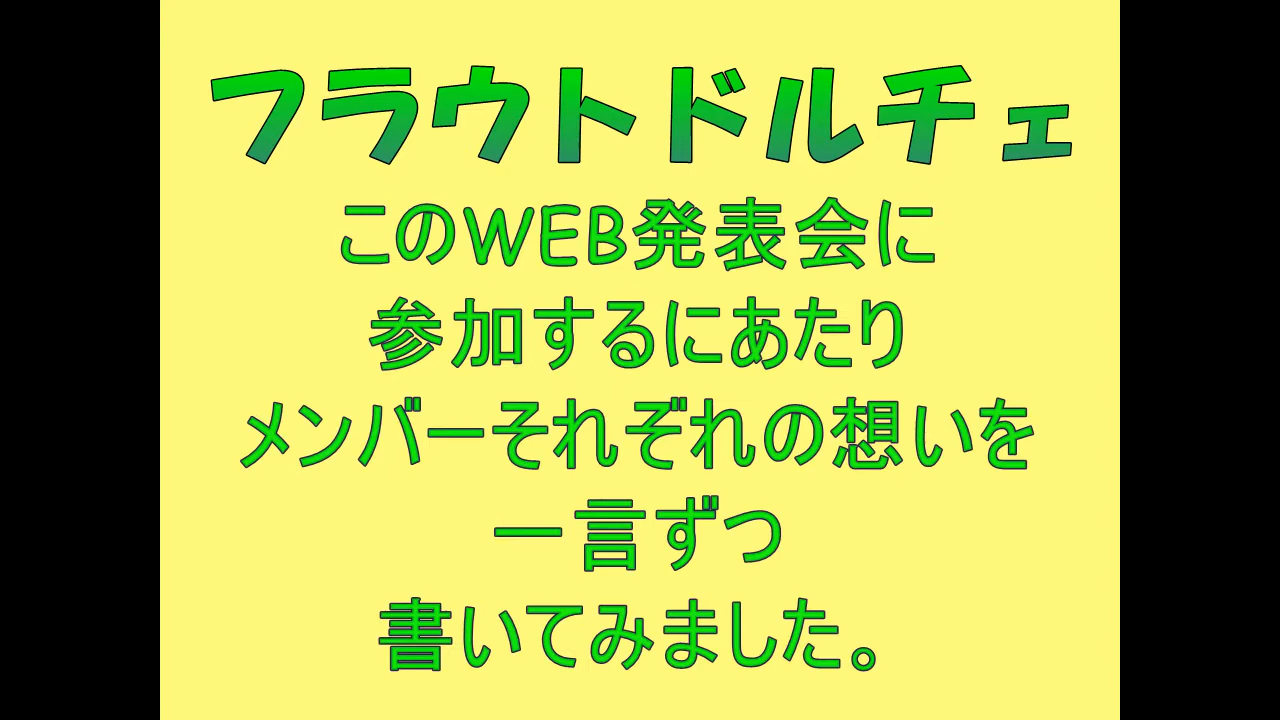 フラウトドルチェ
このWEB発表会に
参加するにあたり
メンバーそれぞれの想いを
一言ずつ
書いてみました。